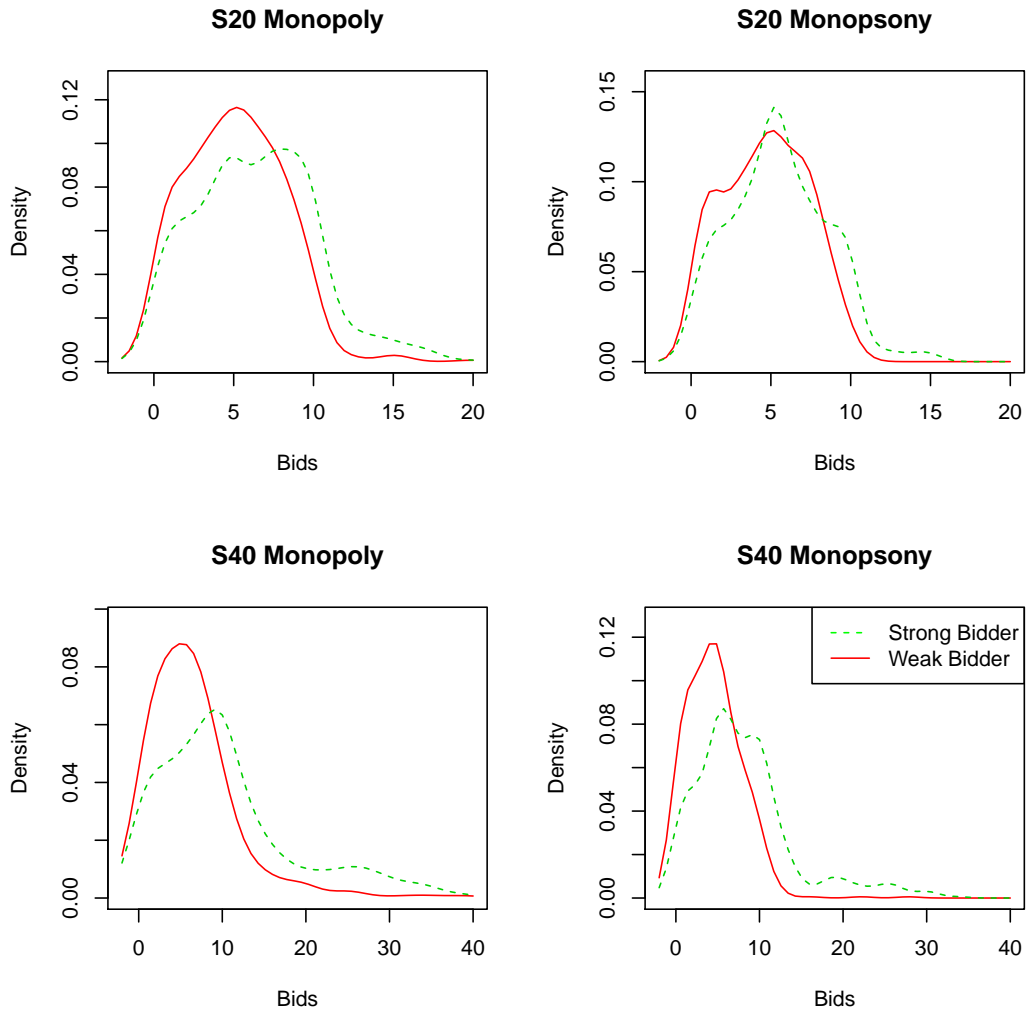 S20 Monopoly
Density
0.00 0.04 0.08 0.12
0 5 10 15 20
Bids
S20 Monopsony
Density
0.00 0.05 0.10 0.15
0 5 10 15 20
Bids
S40 Monopoly
Density
0.00 0.04 0.08
0 10 20 30 40
Bids
S40 Monopsony
Density
0.00 0.04 0.08 0.12
Strong Bidder
Weak Bidder
0 10 20 30 40
Bids